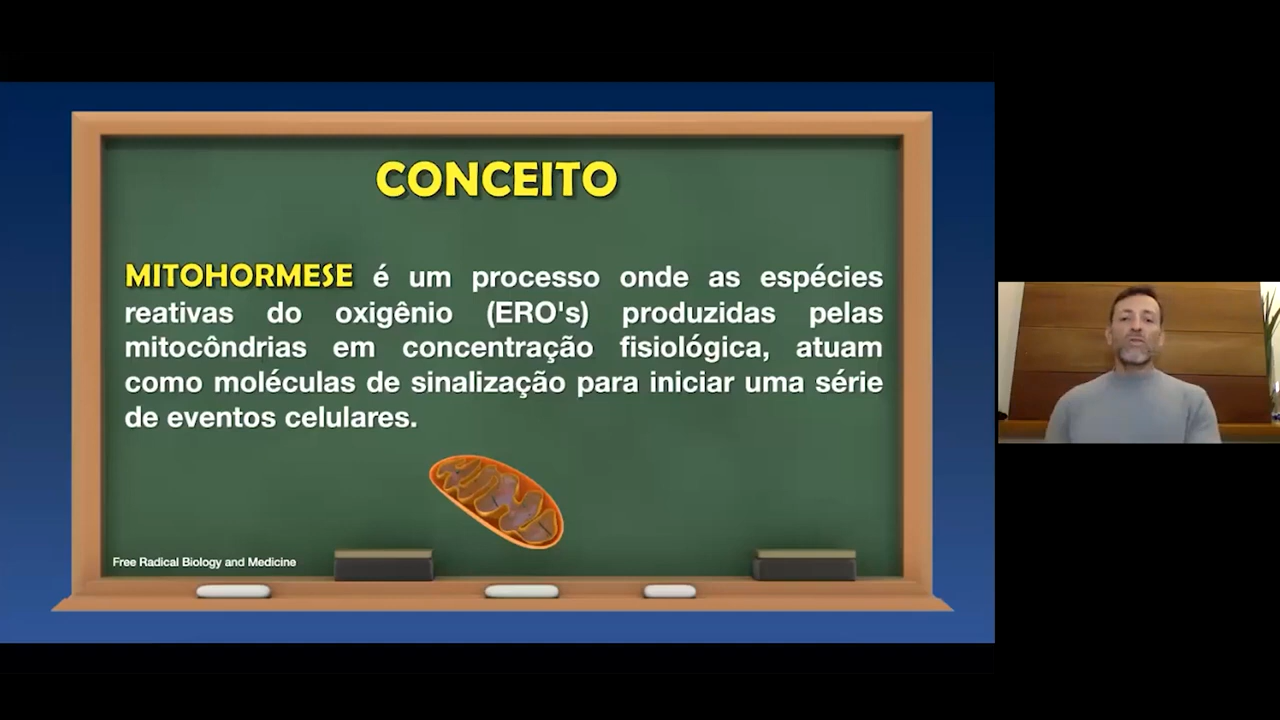 CONCEITO
MITOHORMESE é um processo onde as espécies
reativas do oxigênio (ERO's) produzidas pelas
mitocôndrias em concentração fisiológica, atuam
como moléculas de sinalização para iniciar uma série
de eventos celulares.
Free Radical Biology and Medicine